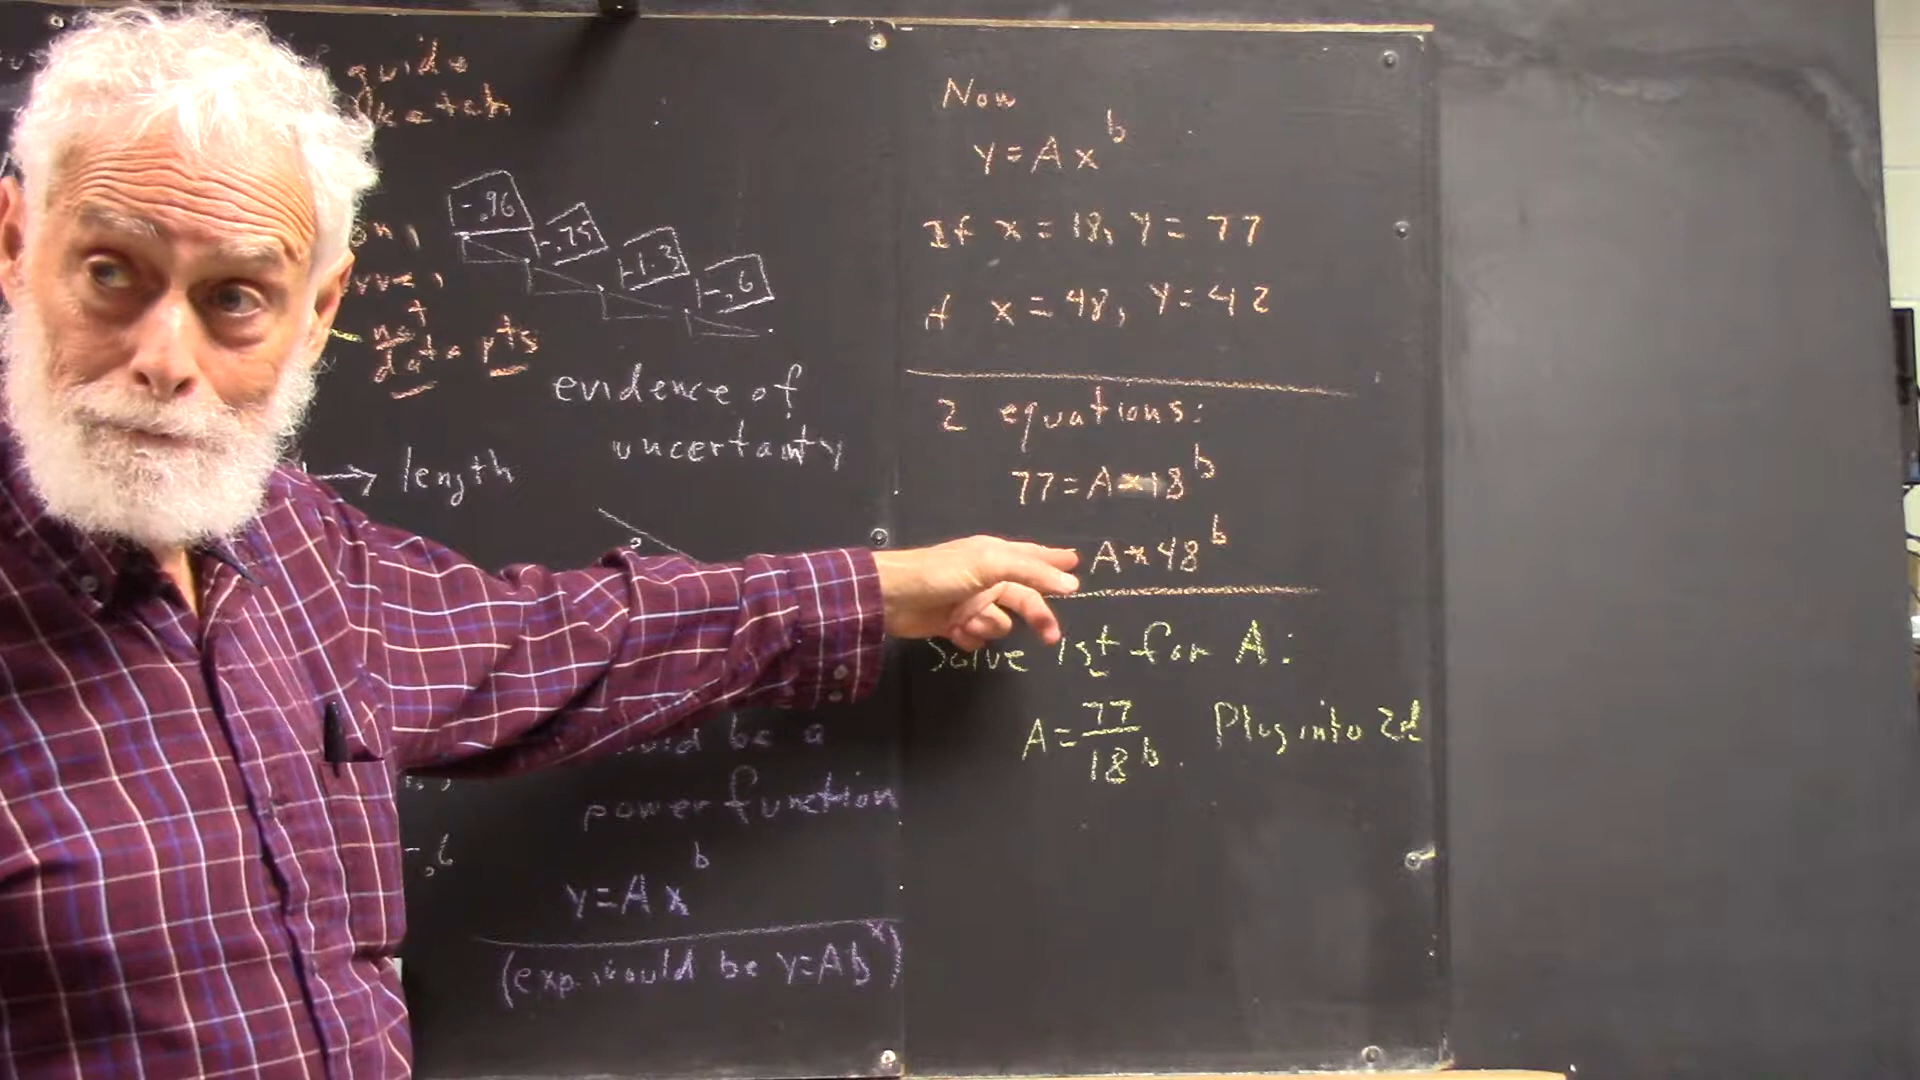 guide
-.96
-.75
-1.3
-.6
not
data pts
evidence of
uncertainty
→ length
be a
power function
-.6
y=Ax^b
(exp. would be y=Ab^x)
Now
y=Ax^b
If x=18, y=77
if x=48, y=42
2 equations:
77=A*18^b
A*48^b
Solve 1st for A:
A=77/18^b. Plug into 2d